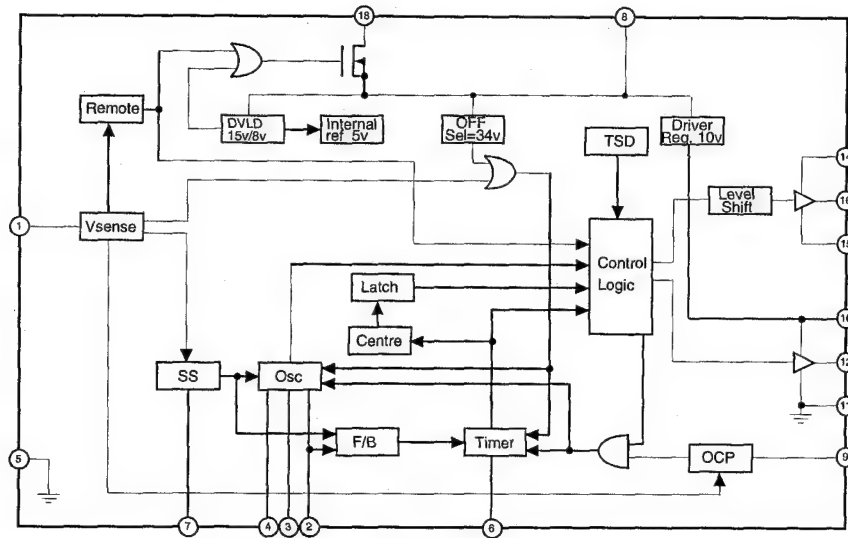 18
8
Remote
DVLD
15v/8v
Internal
ref 5v
OFF
Sel=34v
Driver
Reg. 10v
TSD
14
Level
Shift
16
1
Vsense
15
Control
Logic
Latch
Centre
10
12
SS
Osc
11
F/B
Timer
OCP
9
5
7
4
3
2
6